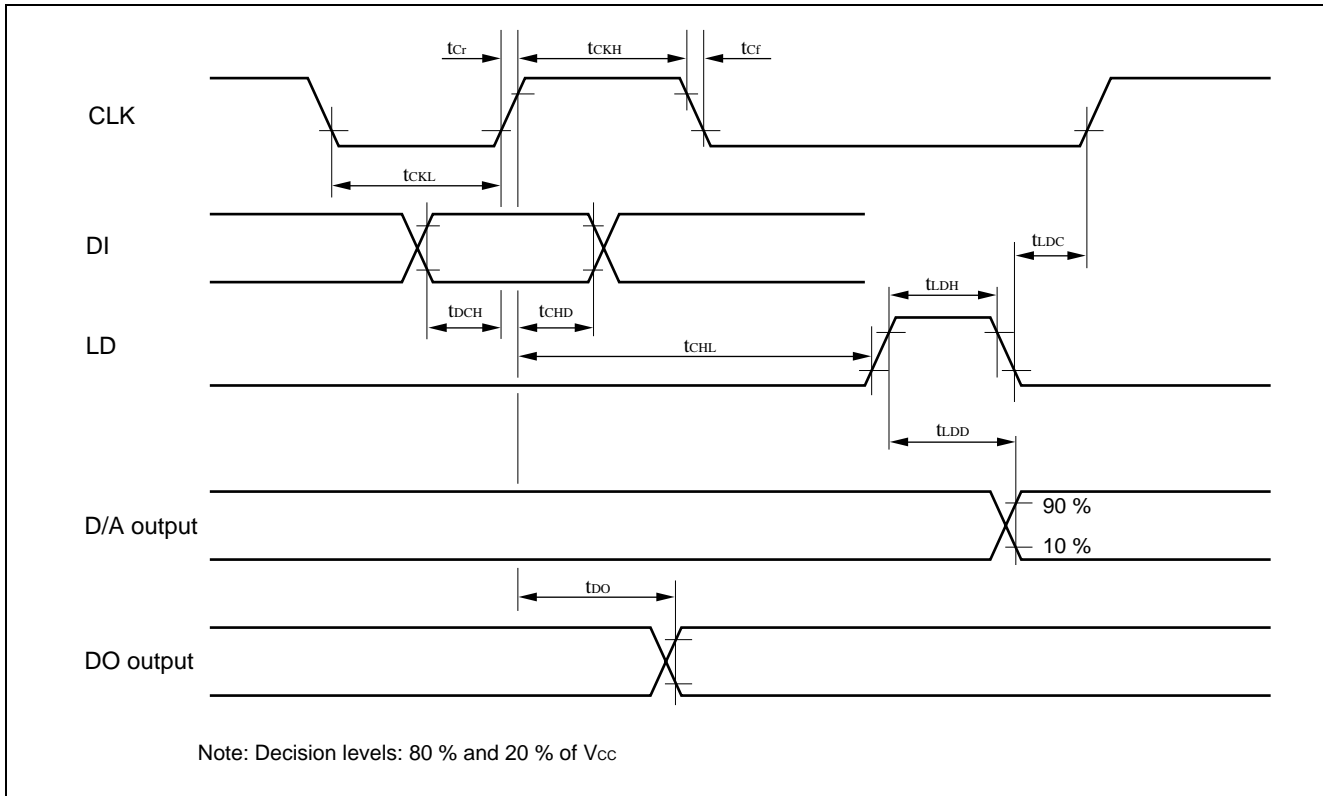 tCr
tCKH
tCf
CLK
tCKL
DI
tLDC
tLDH
tDCH
tCHD
LD
tCHL
tLDD
D/A output
90 %
10 %
tDO
DO output
Note: Decision levels: 80 % and 20 % of VCC